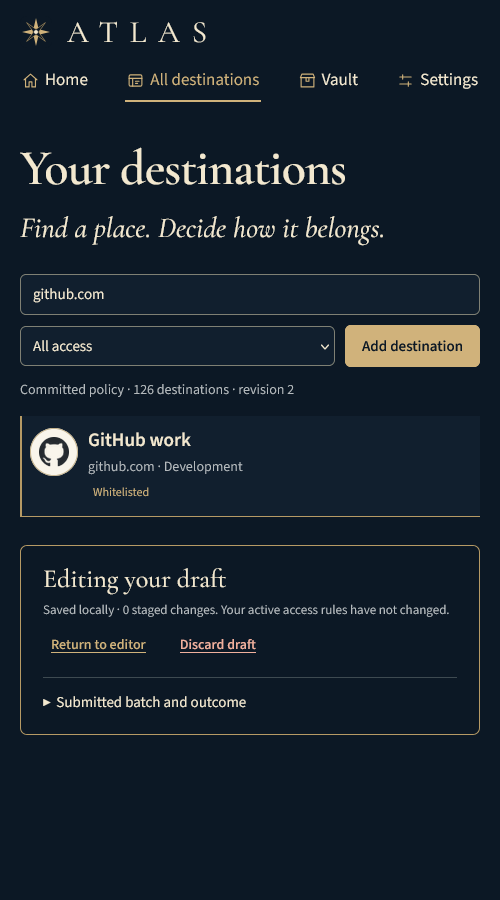 ATLAS
Home
All destinations
Vault
Settings
Your destinations
Find a place. Decide how it belongs.
github.com
All access
Add destination
Committed policy · 126 destinations · revision 2
GitHub work
github.com · Development
Whitelisted
Editing your draft
Saved locally · 0 staged changes. Your active access rules have not changed.
Return to editor
Discard draft
Submitted batch and outcome